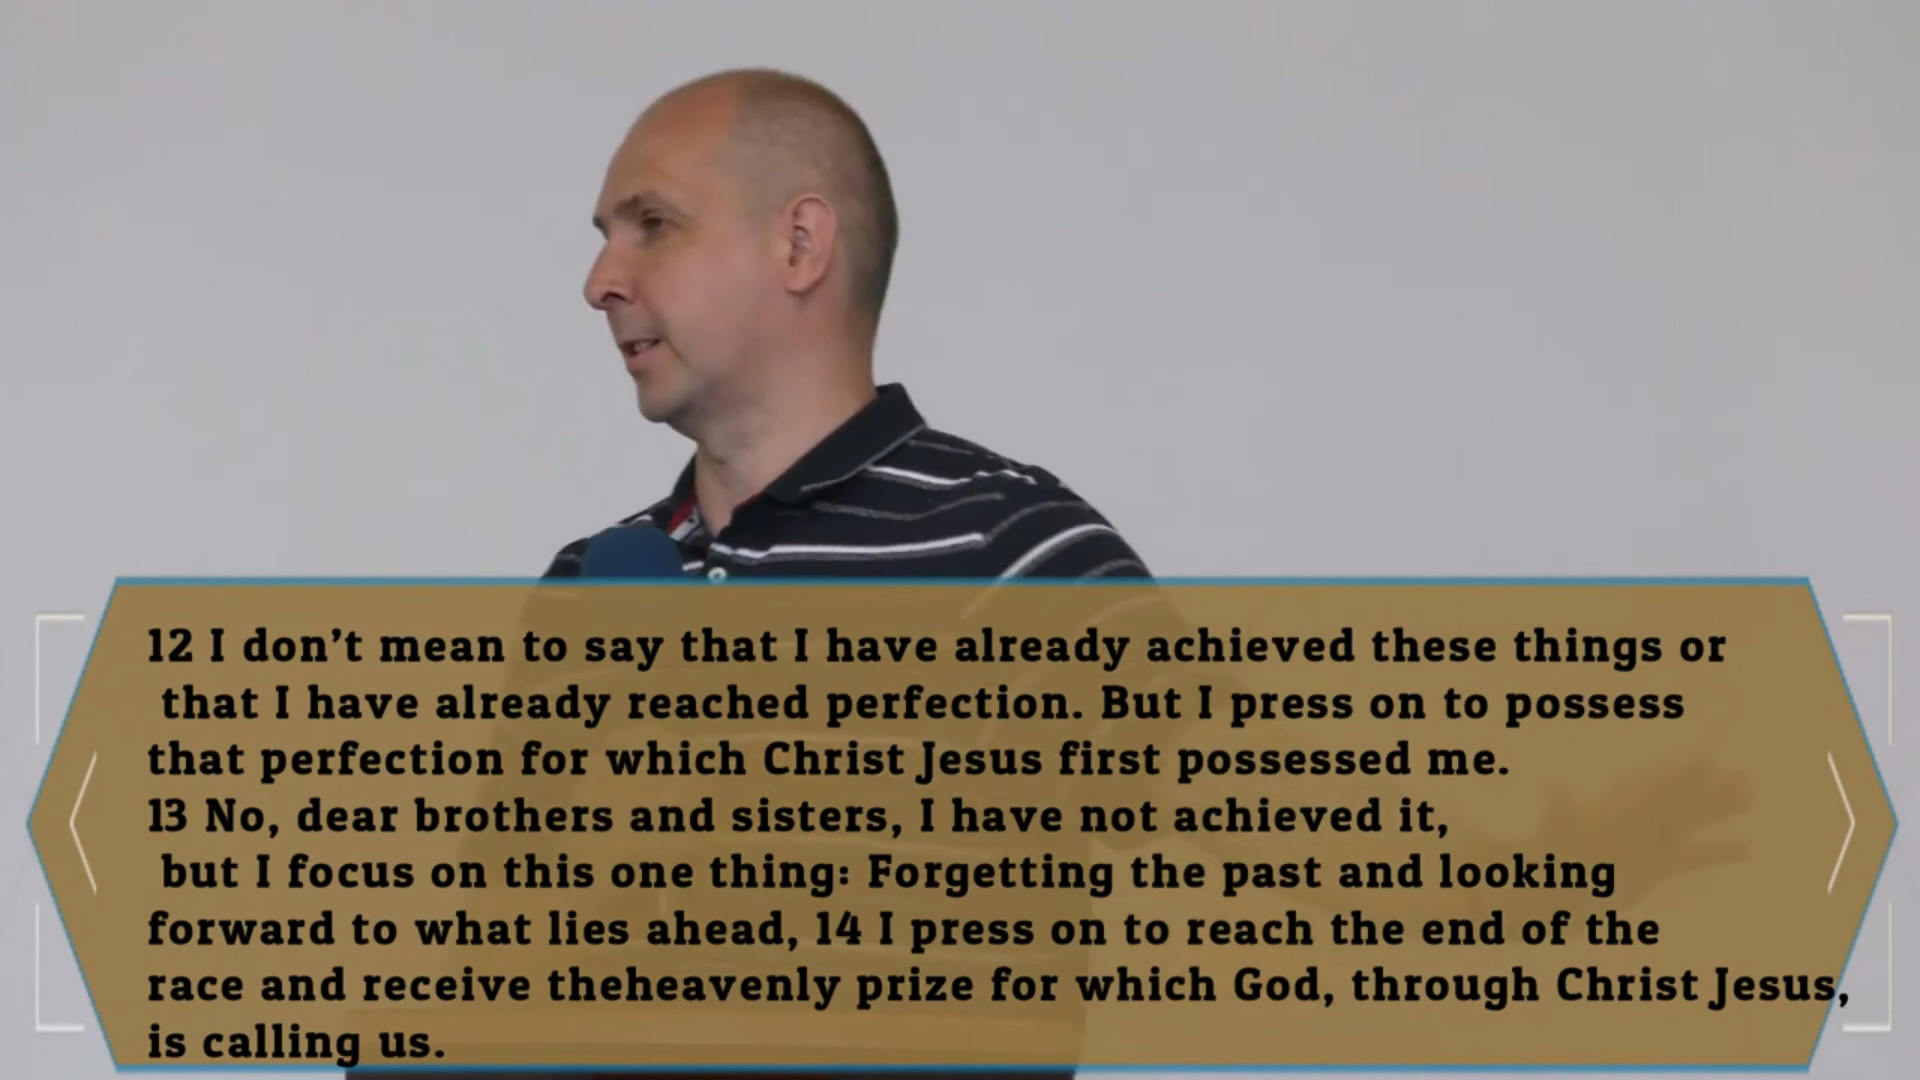 12 I don't mean to say that I have already achieved these things or
that I have already reached perfection. But I press on to possess
that perfection for which Christ Jesus first possessed me.
13 No, dear brothers and sisters, I have not achieved it,
but I focus on this one thing: Forgetting the past and looking
forward to what lies ahead, 14 I press on to reach the end of the
race and receive theheavenly prize for which God, through Christ Jesus,
is calling us.